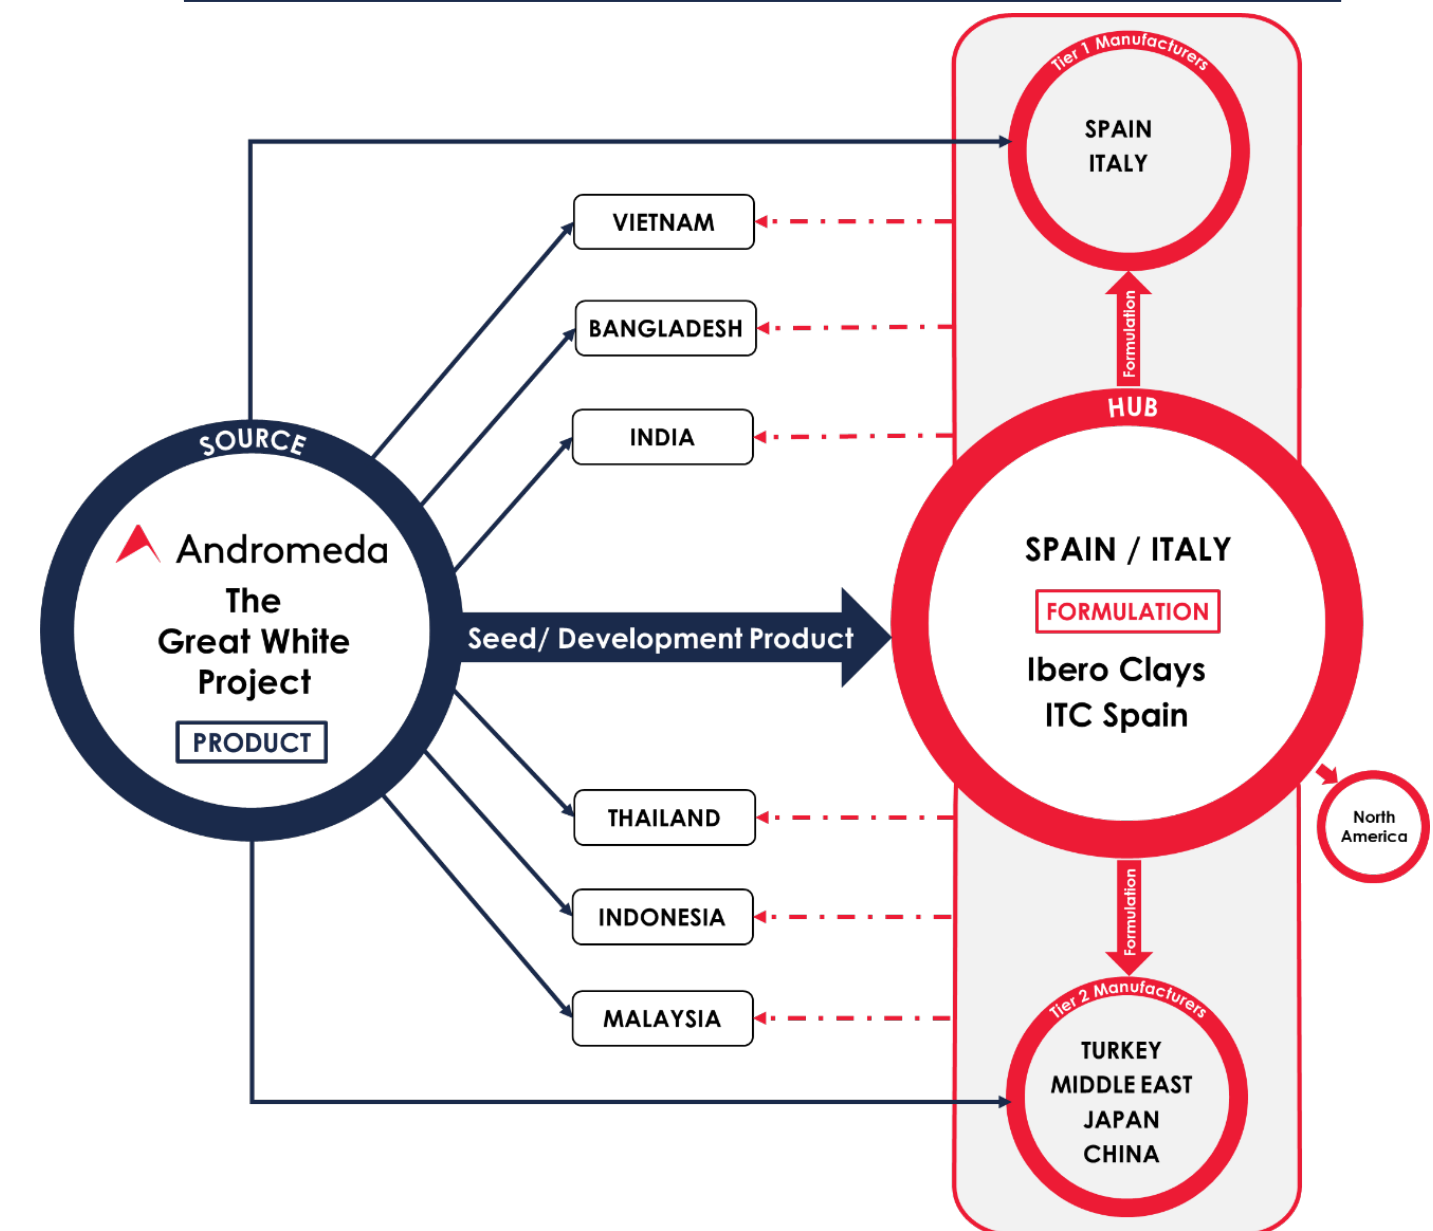 Tier 1 Manufacturers
SPAIN
ITALY
VIETNAM
BANGLADESH
INDIA
Formulation
SOURCE
Andromeda
The
Great White
Project
PRODUCT
Seed/ Development Product
HUB
SPAIN / ITALY
FORMULATION
Ibero Clays
ITC Spain
North
America
THAILAND
INDONESIA
MALAYSIA
Formulation
Tier 2 Manufacturers
TURKEY
MIDDLE EAST
JAPAN
CHINA